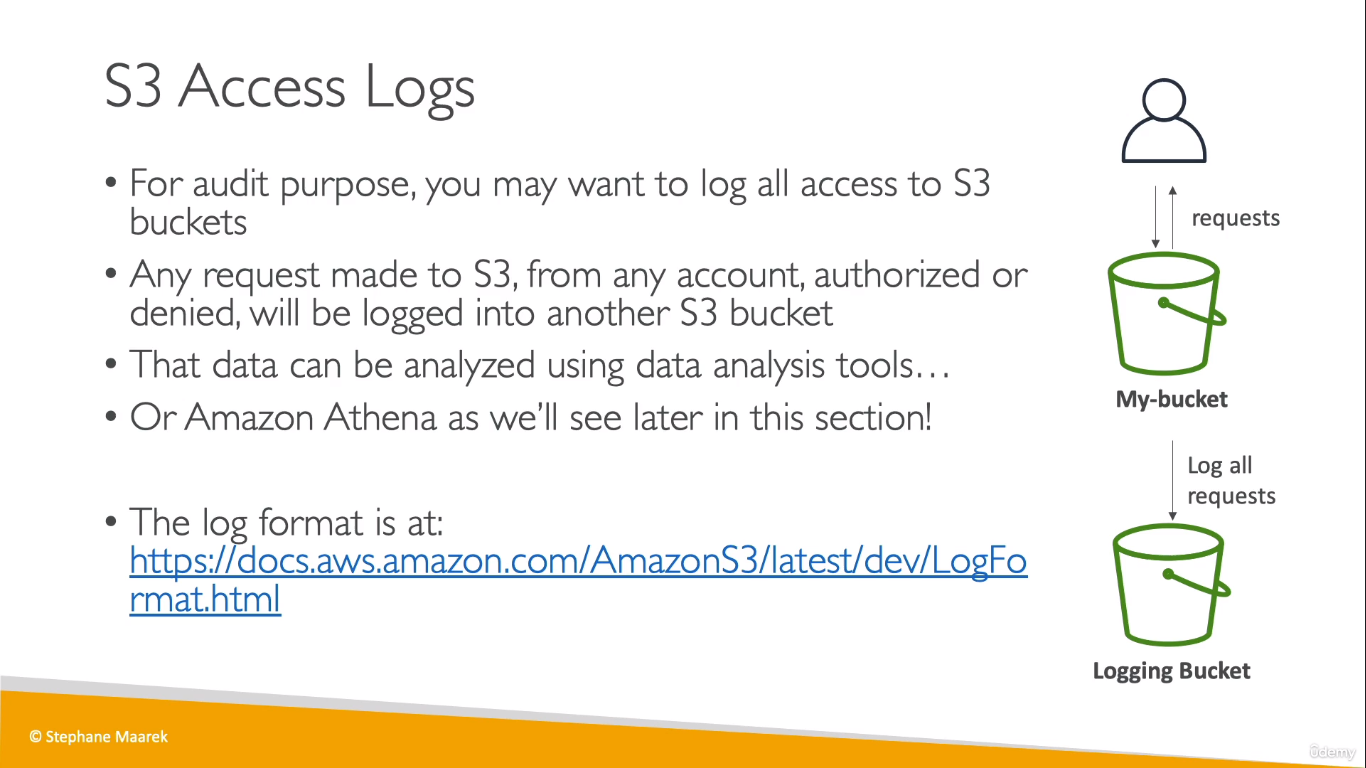 S3 Access Logs
• For audit purpose, you may want to log all access to S3
buckets
• Any request made to S3, from any account, authorized or
denied, will be logged into another S3 bucket
• That data can be analyzed using data analysis tools…
• Or Amazon Athena as we’ll see later in this section!
• The log format is at:
https://docs.aws.amazon.com/AmazonS3/latest/dev/LogFo
rmat.html
requests
My-bucket
Log all
requests
Logging Bucket
© Stephane Maarek
ûdemy